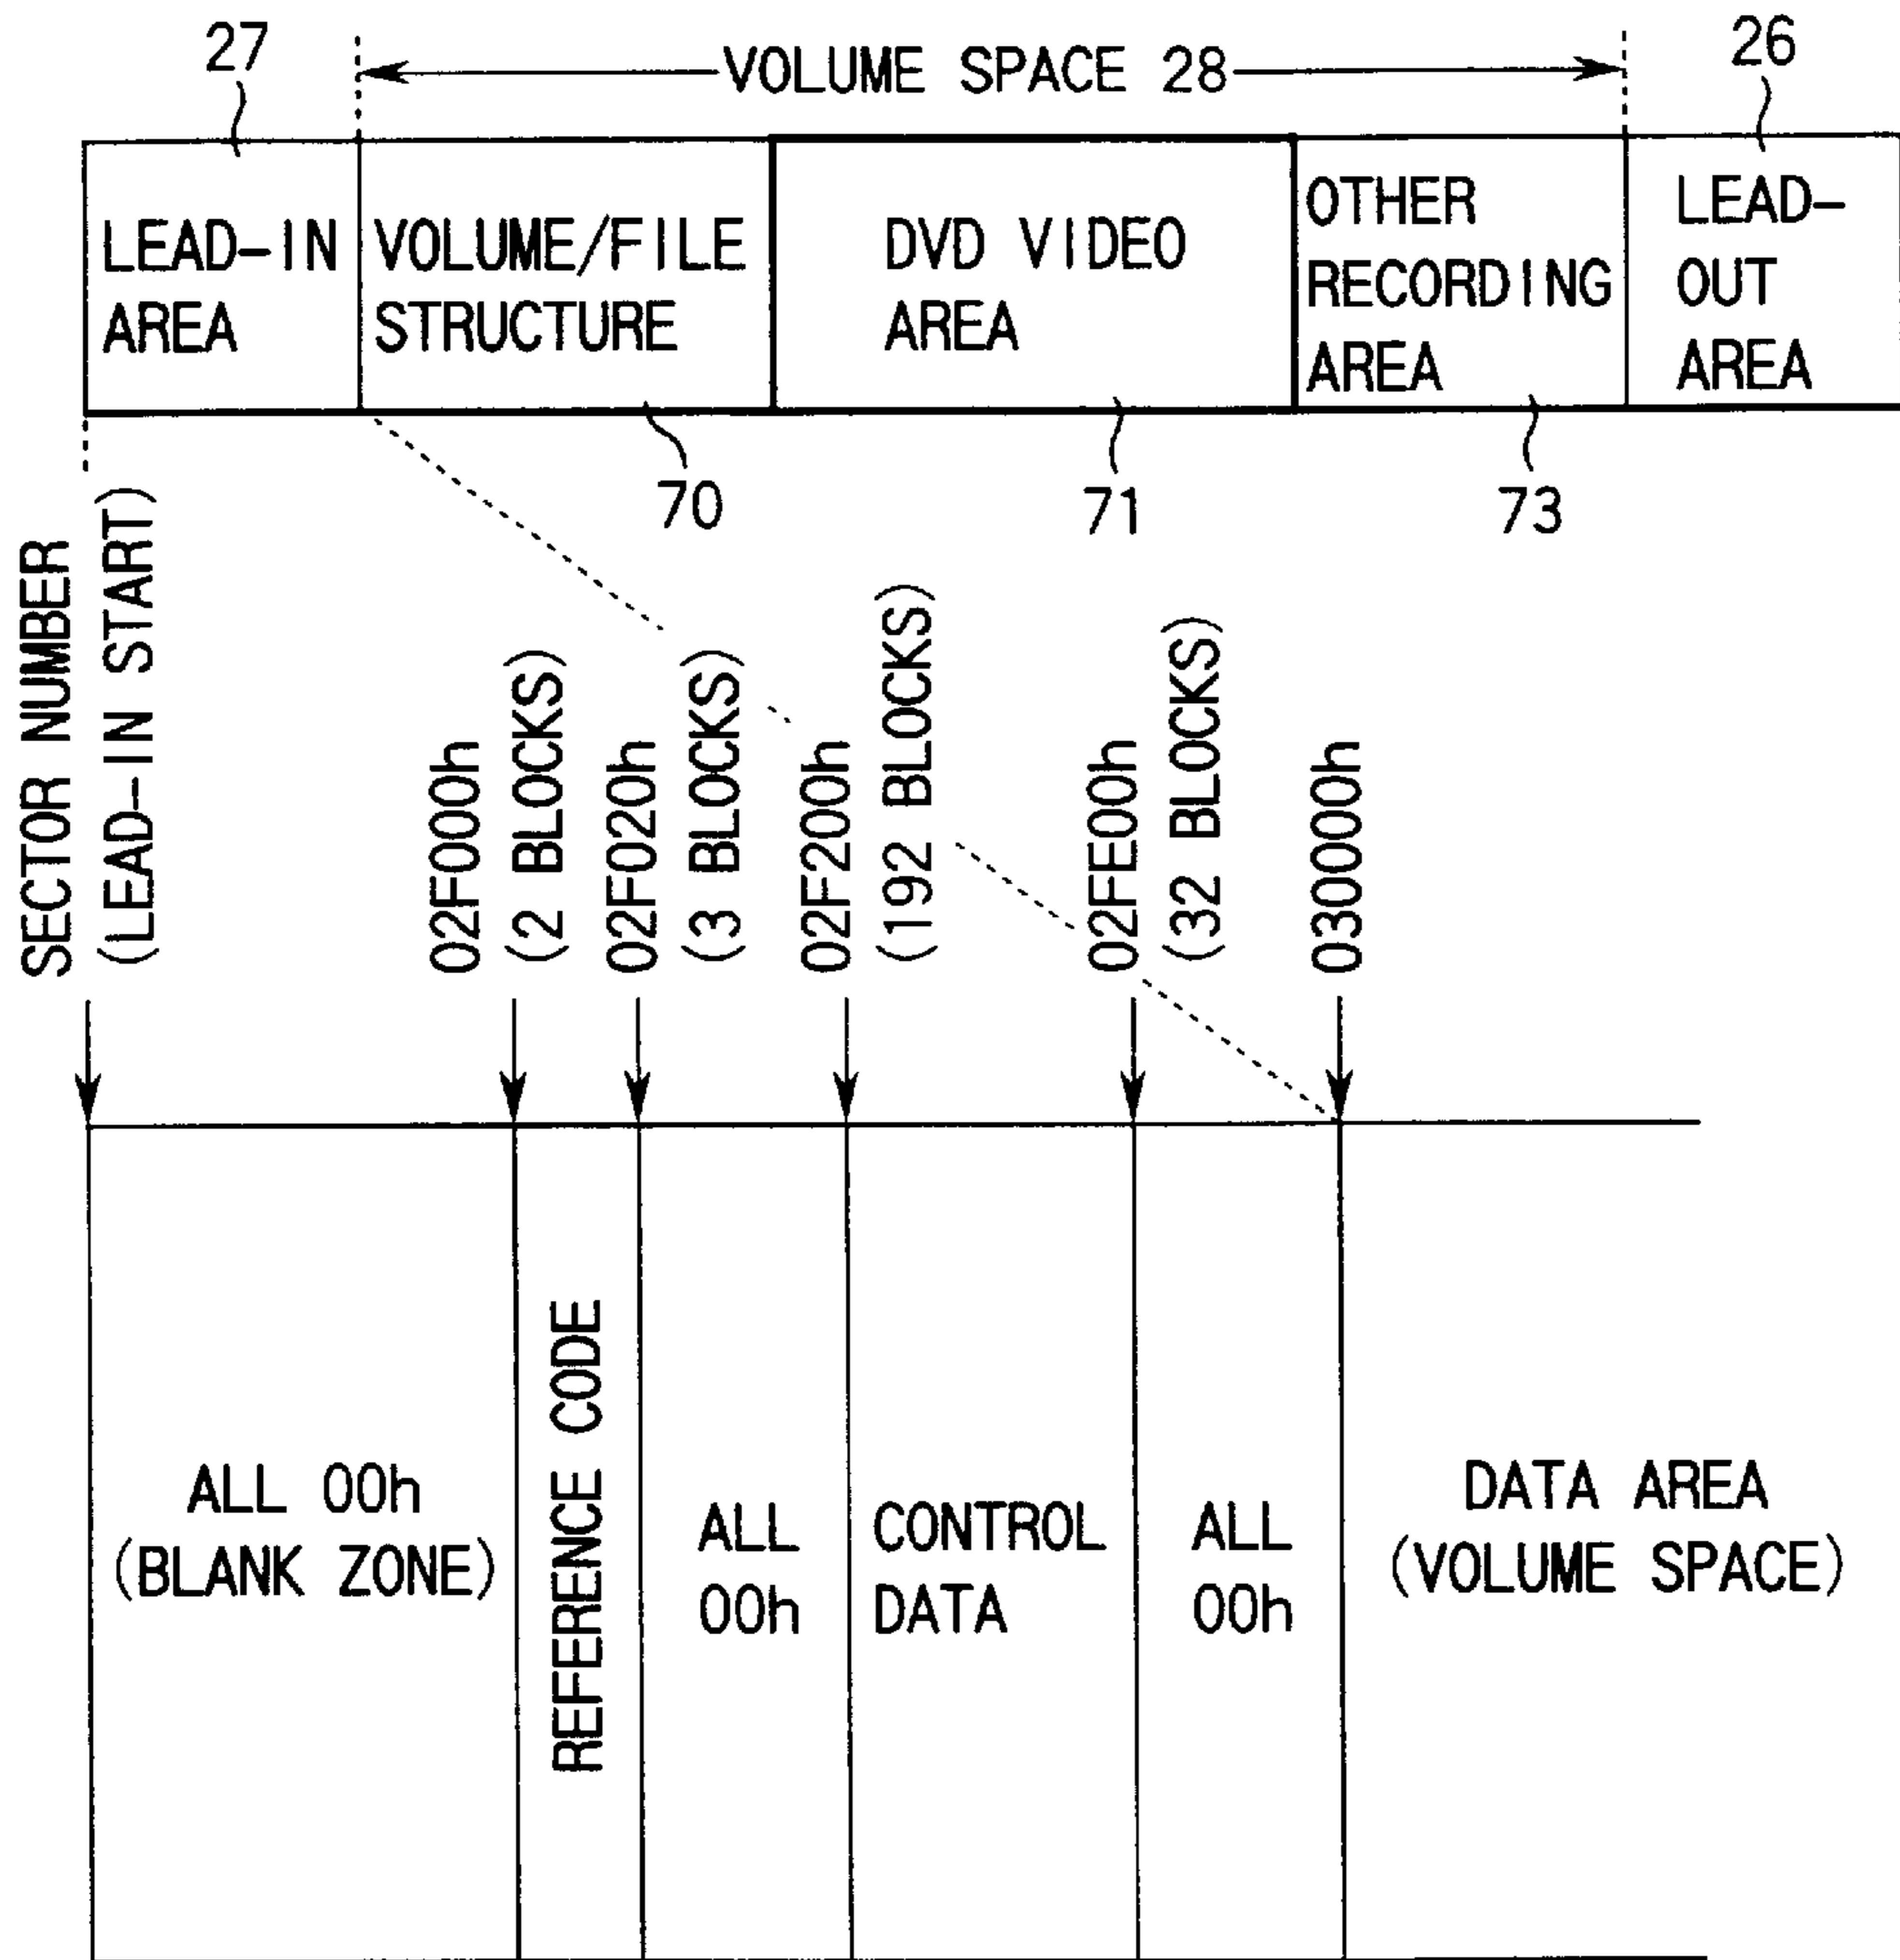 27
VOLUME SPACE 28
26
LEAD-IN
AREA
VOLUME/FILE
STRUCTURE
DVD VIDEO
AREA
OTHER
RECORDING
AREA
LEAD-
OUT
AREA
70
71
73
SECTOR NUMBER
(LEAD-IN START)
02F000h
(2 BLOCKS)
02F020h
(3 BLOCKS)
02F200h
(192 BLOCKS)
02FE00h
(32 BLOCKS)
030000h
ALL 00h
(BLANK ZONE)
REFERENCE CODE
ALL
00h
CONTROL
DATA
ALL
00h
DATA AREA
(VOLUME SPACE)